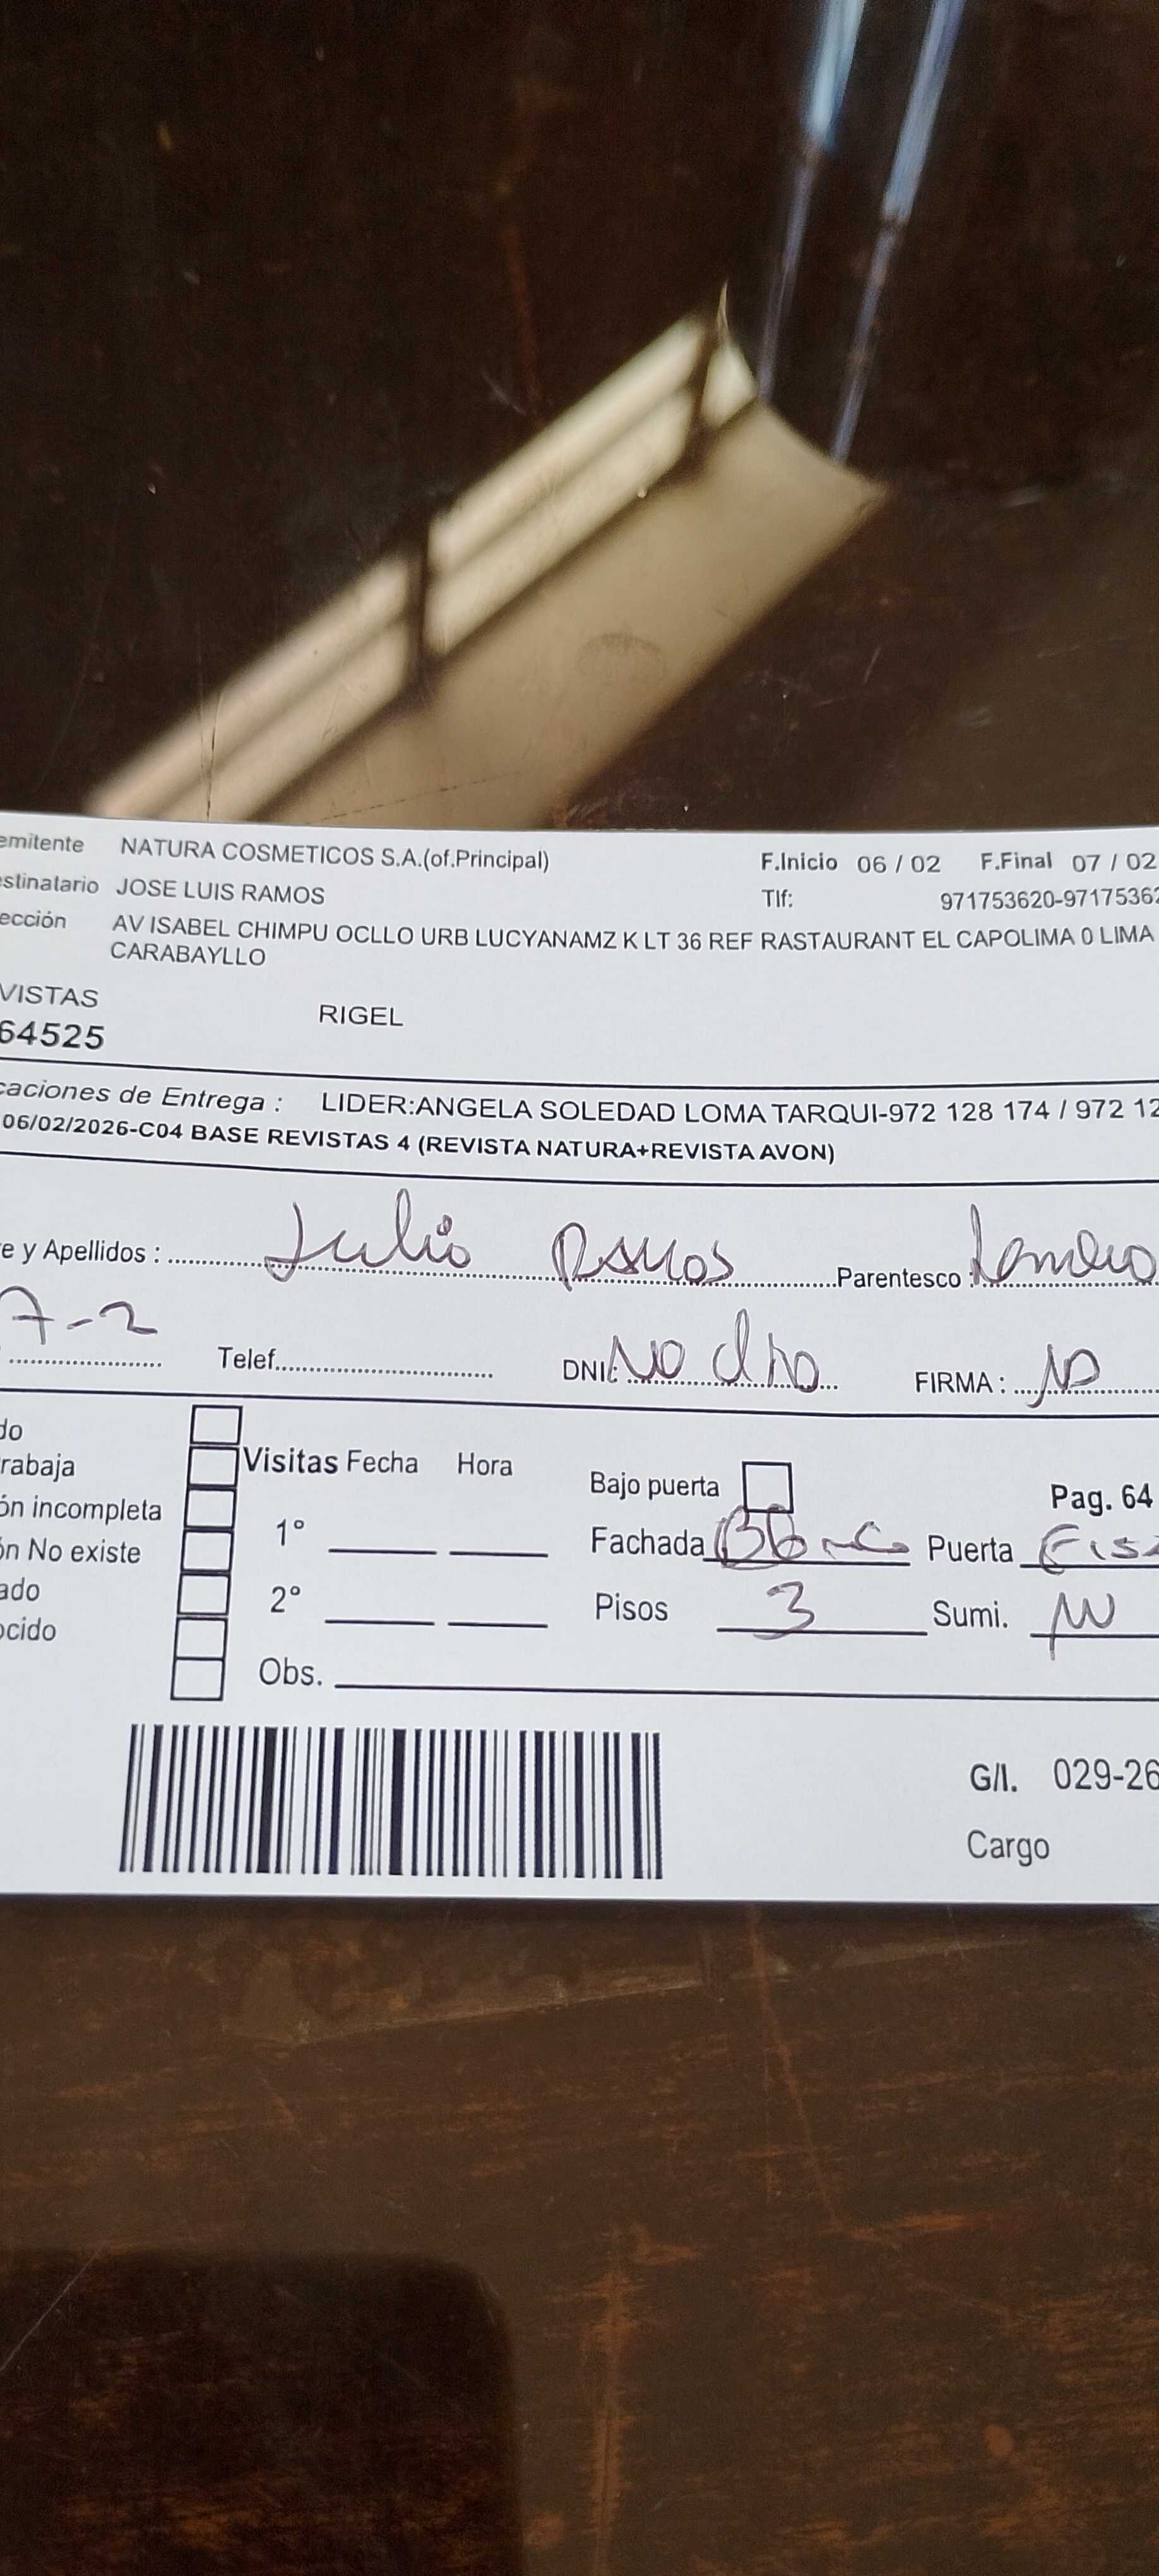 emitente NATURA COSMETICOS S.A.(of.Principal) F.Inicio 06 / 02 F.Final 07 / 02
stinatario JOSE LUIS RAMOS Tlf: 971753620-97175362
ección AV ISABEL CHIMPU OCLLO URB LUCYANAMZ K LT 36 REF RASTAURANT EL CAPOLIMA 0 LIMA
CARABAYLLO
VISTAS RIGEL
64525
caciones de Entrega : LIDER:ANGELA SOLEDAD LOMA TARQUI-972 128 174 / 972 12
06/02/2026-C04 BASE REVISTAS 4 (REVISTA NATURA+REVISTA AVON)
e y Apellidos : Julio Ramos Parentesco :
7-2 Telef. DNI: No dno FIRMA :
do
rabaja Visitas Fecha Hora Bajo puerta Pag. 64
ón incompleta 1° Fachada Puerta
ón No existe
ado 2° Pisos 3 Sumi.
ocido
Obs.
G/I. 029-26
Cargo